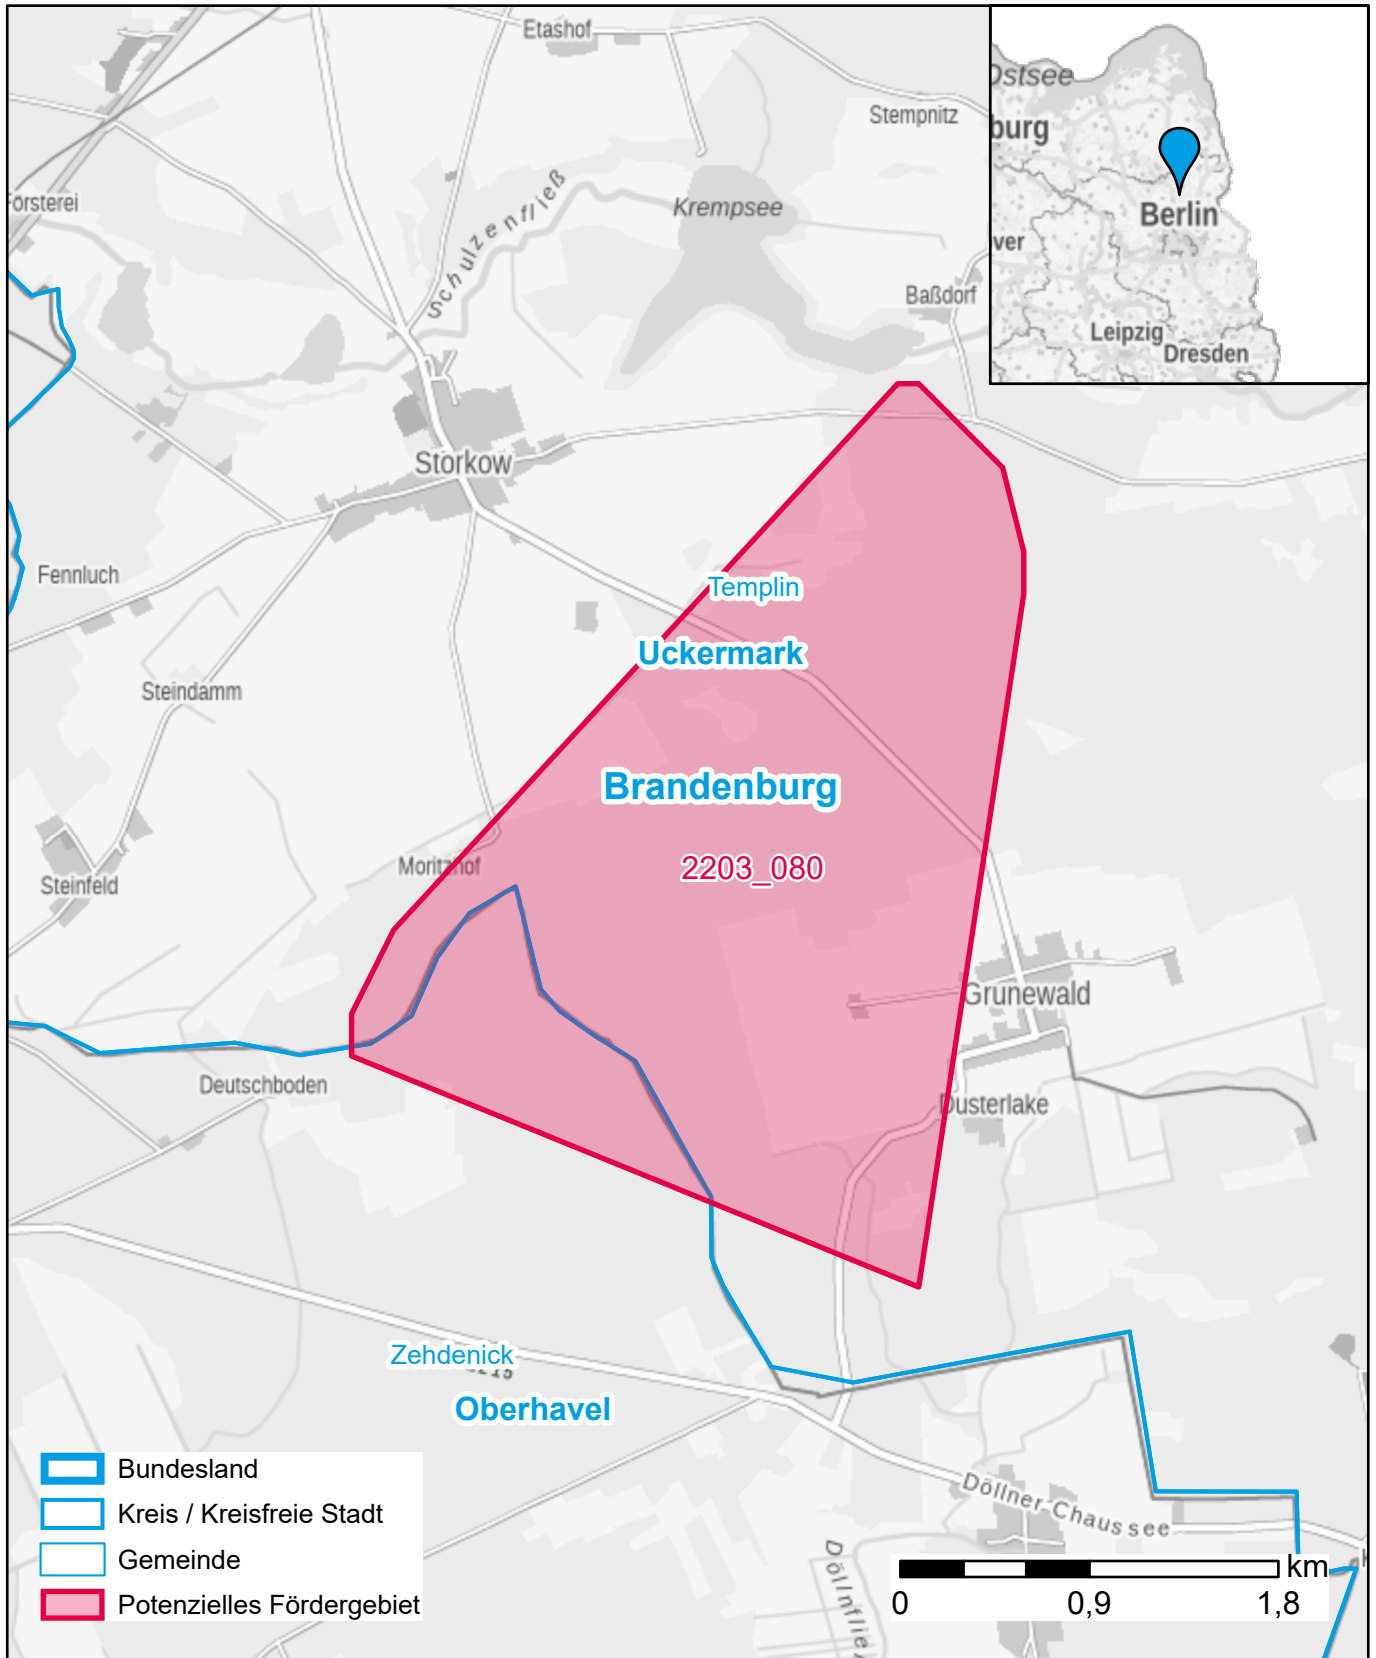 Etashof
Stempnitz
Försterei
Schulzenfließ
Krempsee
Baßdorf
Ostsee
burg
Berlin
ver
Leipzig
Dresden
Storkow
Fennluch
Templin
Uckermark
Steindamm
Brandenburg
2203_080
Moritzhof
Steinfeld
Grunewald
Deutschboden
Dusterlake
Zehdenick
Oberhavel
Döllner Chaussee
Döllnfließ
Bundesland
Kreis / Kreisfreie Stadt
Gemeinde
Potenzielles Fördergebiet
km
0 0,9 1,8